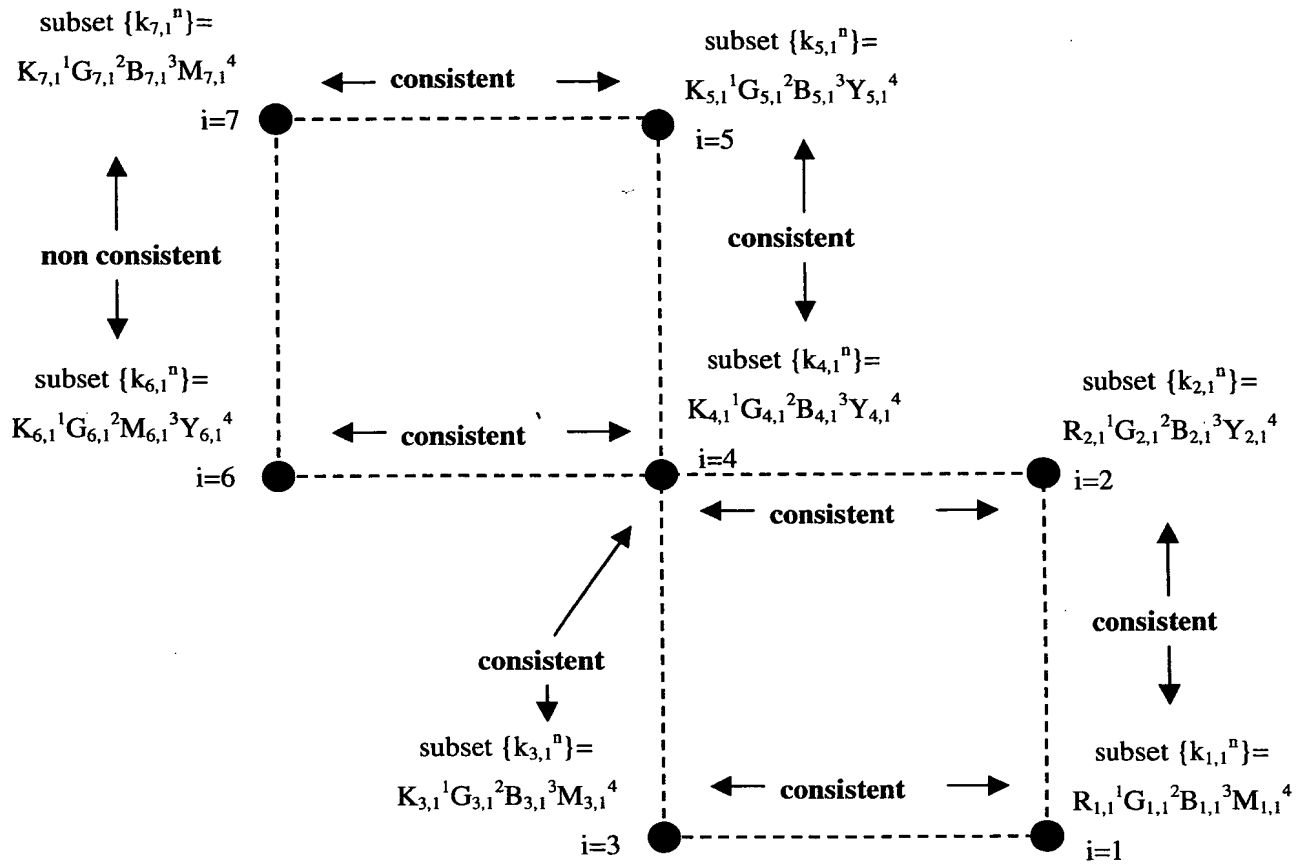 subset {k₇,₁ⁿ}=
K₇,₁¹G₇,₁²B₇,₁³M₇,₁⁴
i=7
consistent
subset {k₅,₁ⁿ}=
K₅,₁¹G₅,₁²B₅,₁³Y₅,₁⁴
i=5
non consistent
consistent
subset {k₆,₁ⁿ}=
K₆,₁¹G₆,₁²M₆,₁³Y₆,₁⁴
i=6
consistent
subset {k₄,₁ⁿ}=
K₄,₁¹G₄,₁²B₄,₁³Y₄,₁⁴
i=4
subset {k₂,₁ⁿ}=
R₂,₁¹G₂,₁²B₂,₁³Y₂,₁⁴
i=2
consistent
consistent
consistent
subset {k₃,₁ⁿ}=
K₃,₁¹G₃,₁²B₃,₁³M₃,₁⁴
i=3
consistent
subset {k₁,₁ⁿ}=
R₁,₁¹G₁,₁²B₁,₁³M₁,₁⁴
i=1